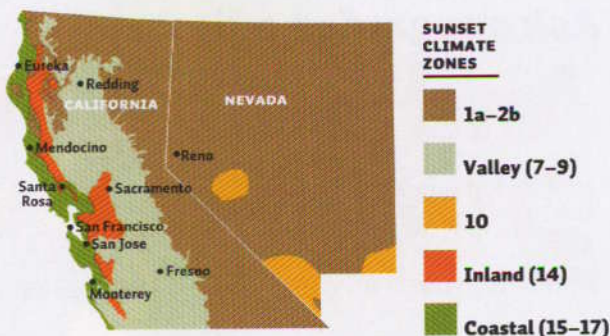 SUNSET
CLIMATE
ZONES
1a–2b
Valley (7–9)
10
Inland (14)
Coastal (15–17)
Eureka
Redding
CALIFORNIA
NEVADA
Mendocino
Reno
Santa
Rosa
Sacramento
San Francisco
San Jose
Fresno
Monterey